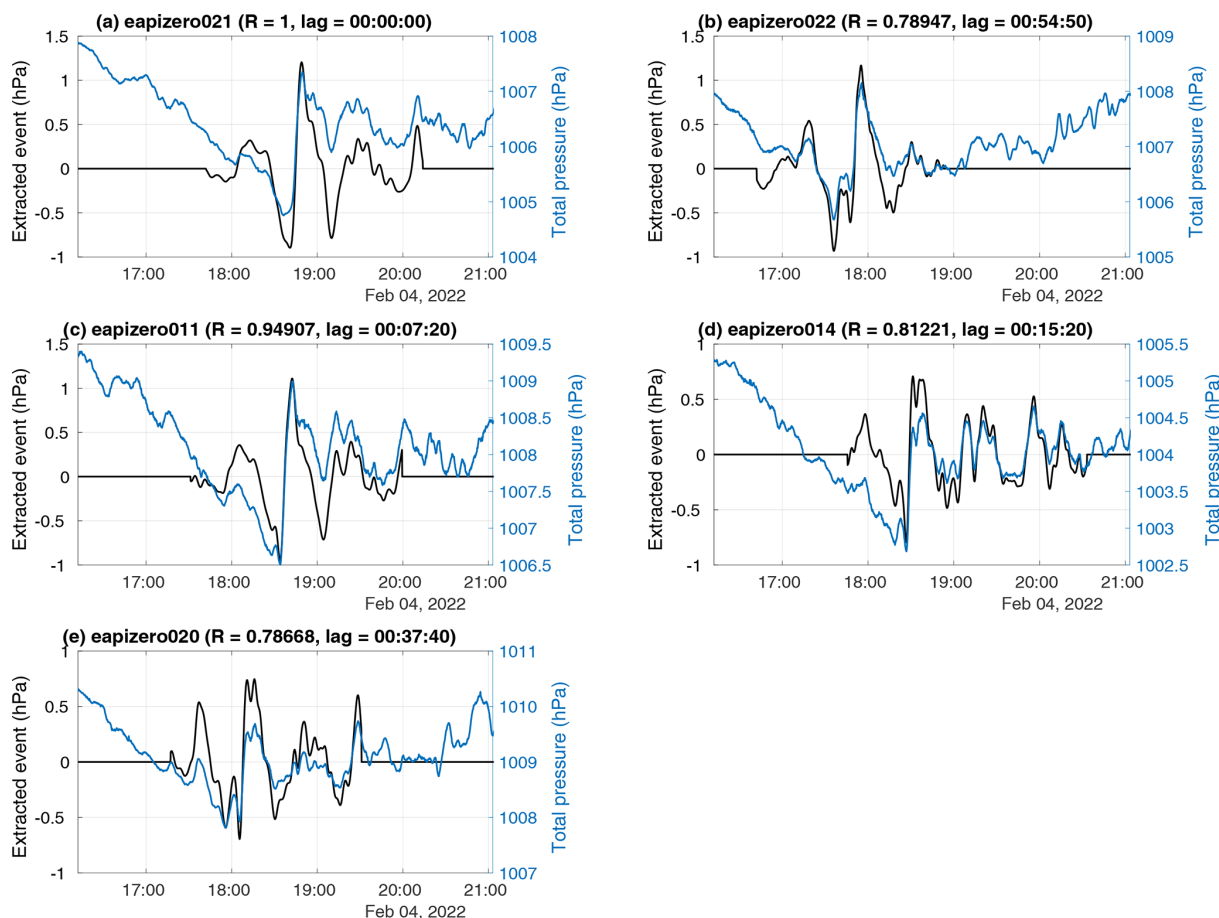 (a) eapizero021 (R = 1, lag = 00:00:00)
Extracted event (hPa)
1.5
1
0.5
0
-0.5
-1
1008
1007
1006
1005
1004
Total pressure (hPa)
17:00 18:00 19:00 20:00 21:00
Feb 04, 2022
(b) eapizero022 (R = 0.78947, lag = 00:54:50)
Extracted event (hPa)
1.5
1
0.5
0
-0.5
-1
1009
1008
1007
1006
1005
Total pressure (hPa)
17:00 18:00 19:00 20:00 21:00
Feb 04, 2022
(c) eapizero011 (R = 0.94907, lag = 00:07:20)
Extracted event (hPa)
1.5
1
0.5
0
-0.5
-1
1009.5
1009
1008.5
1008
1007.5
1007
1006.5
Total pressure (hPa)
17:00 18:00 19:00 20:00 21:00
Feb 04, 2022
(d) eapizero014 (R = 0.81221, lag = 00:15:20)
Extracted event (hPa)
1
0.5
0
-0.5
-1
1005.5
1005
1004.5
1004
1003.5
1003
1002.5
Total pressure (hPa)
17:00 18:00 19:00 20:00 21:00
Feb 04, 2022
(e) eapizero020 (R = 0.78668, lag = 00:37:40)
Extracted event (hPa)
1
0.5
0
-0.5
-1
1011
1010
1009
1008
1007
Total pressure (hPa)
17:00 18:00 19:00 20:00 21:00
Feb 04, 2022